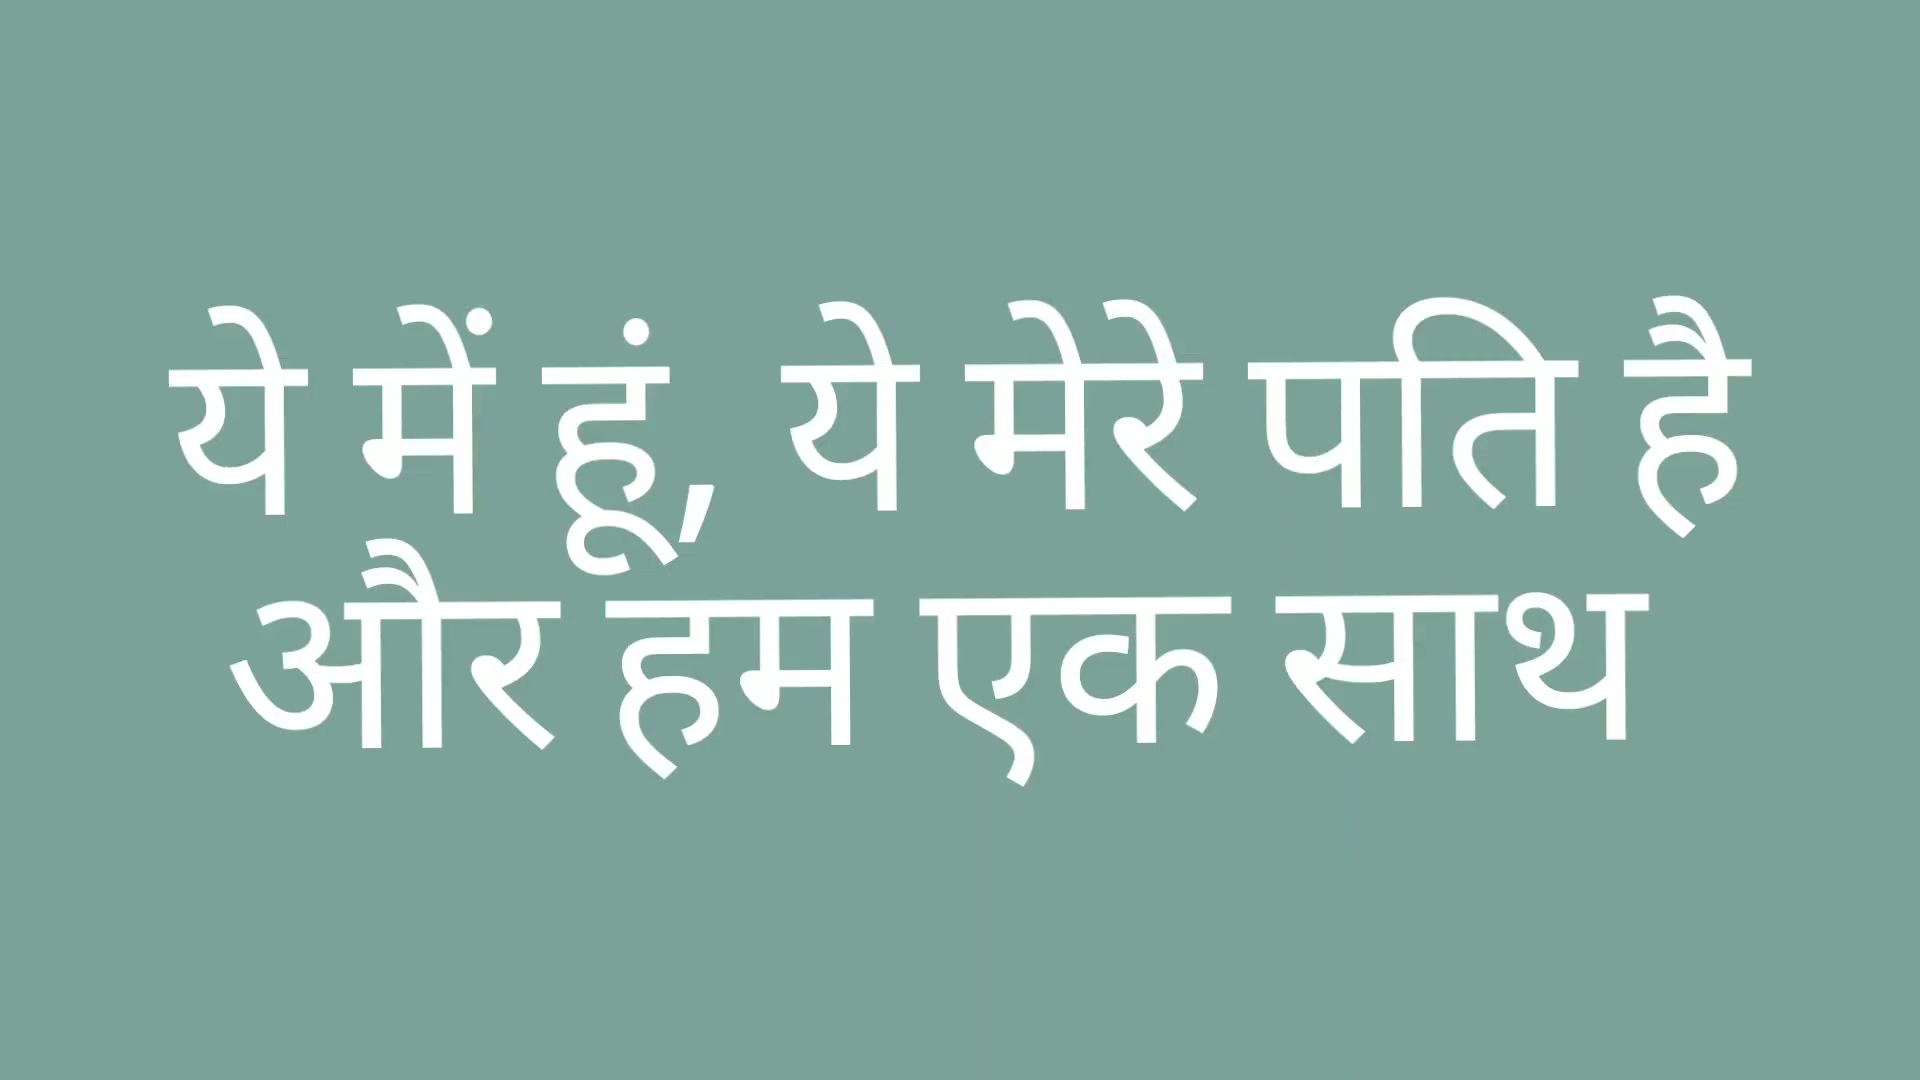 ये में हूं, ये मेरे पति है
और हम एक साथ